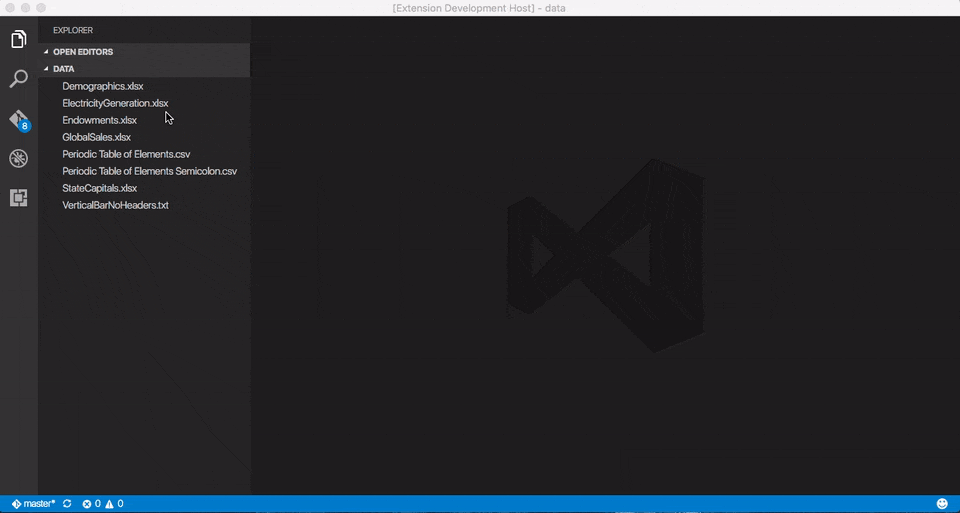 [Extension Development Host] - data
EXPLORER
OPEN EDITORS
DATA
Demographics.xlsx
ElectricityGeneration.xlsx
Endowments.xlsx
GlobalSales.xlsx
Periodic Table of Elements.csv
Periodic Table of Elements Semicolon.csv
StateCapitals.xlsx
VerticalBarNoHeaders.txt
8
master* 0 0